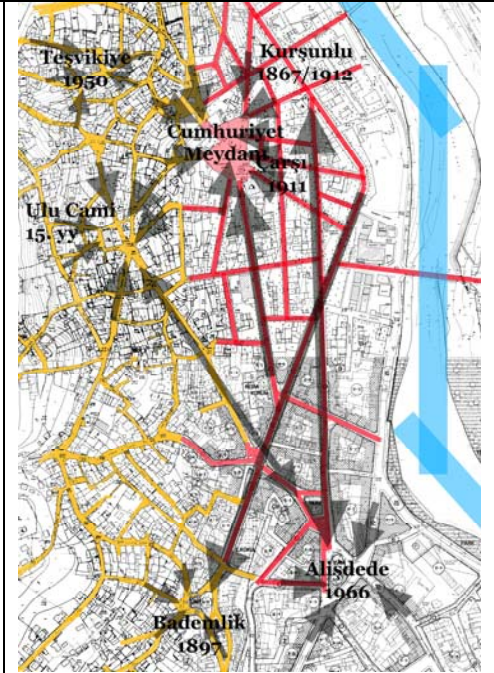 Teşvikiye
1950
Kurşunlu
1867/1912
Cumhuriyet
Meydanı
Çarşı
1911
Ulu Cami
15. yy
Alişdede
1966
Bademlik
1897